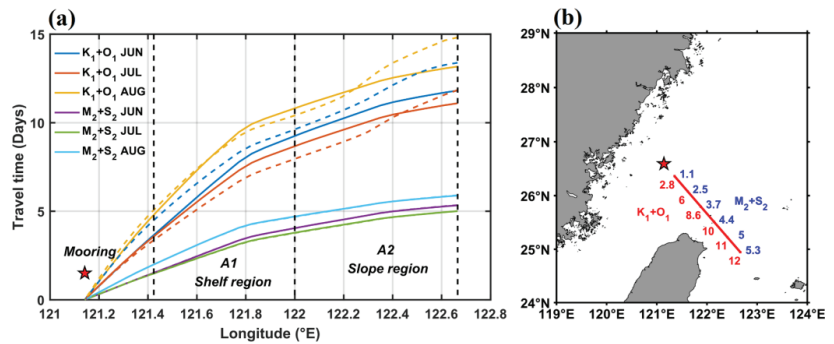 (a)
Travel time (Days)
15
10
5
0
K₁+O₁ JUN
K₁+O₁ JUL
K₁+O₁ AUG
M₂+S₂ JUN
M₂+S₂ JUL
M₂+S₂ AUG
Mooring
A1
Shelf region
A2
Slope region
121 121.2 121.4 121.6 121.8 122 122.2 122.4 122.6 122.8
Longitude (°E)
(b)
29°N
28°N
27°N
26°N
25°N
24°N
1.1
2.8
2.5
6
3.7
M₂+S₂
K₁+O₁
8.6
4.4
10
5
11
5.3
12
119°E 120°E 121°E 122°E 123°E 124°E